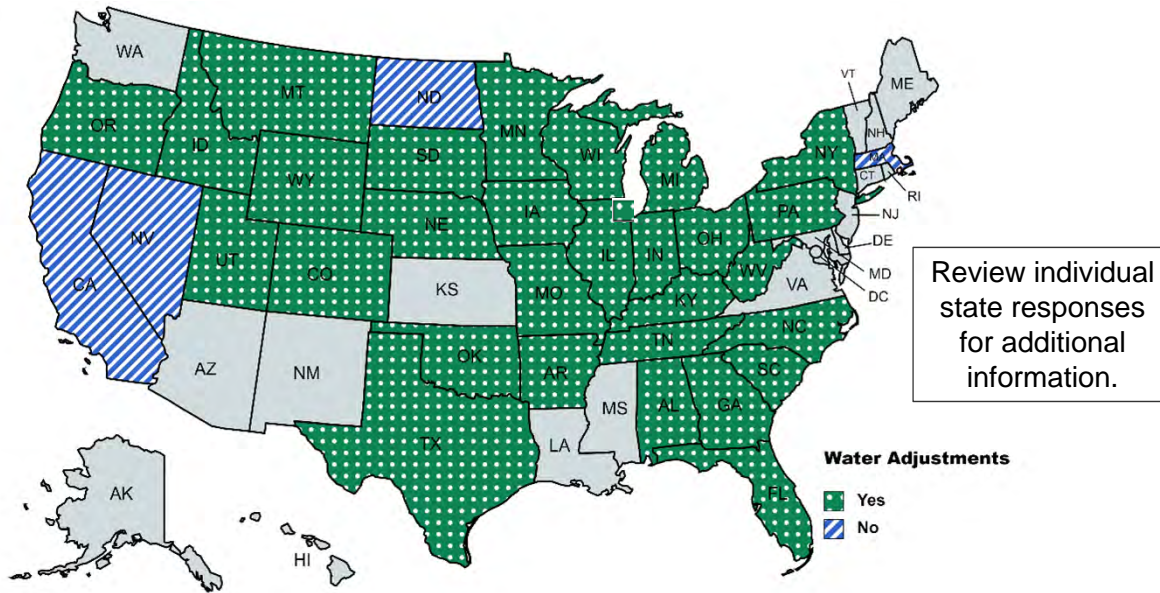 WA
MT
ND
MN
VT
ME
OR
ID
SD
WI
MI
NY
NH
MA
CT
RI
WY
IA
PA
NJ
NE
NV
UT
CO
IL
IN
OH
WV
DE
MD
DC
CA
KS
MO
KY
VA
AZ
NM
OK
AR
TN
NC
SC
MS
AL
GA
TX
LA
FL
AK
HI
Review individual
state responses
for additional
information.
Water Adjustments
Yes
No